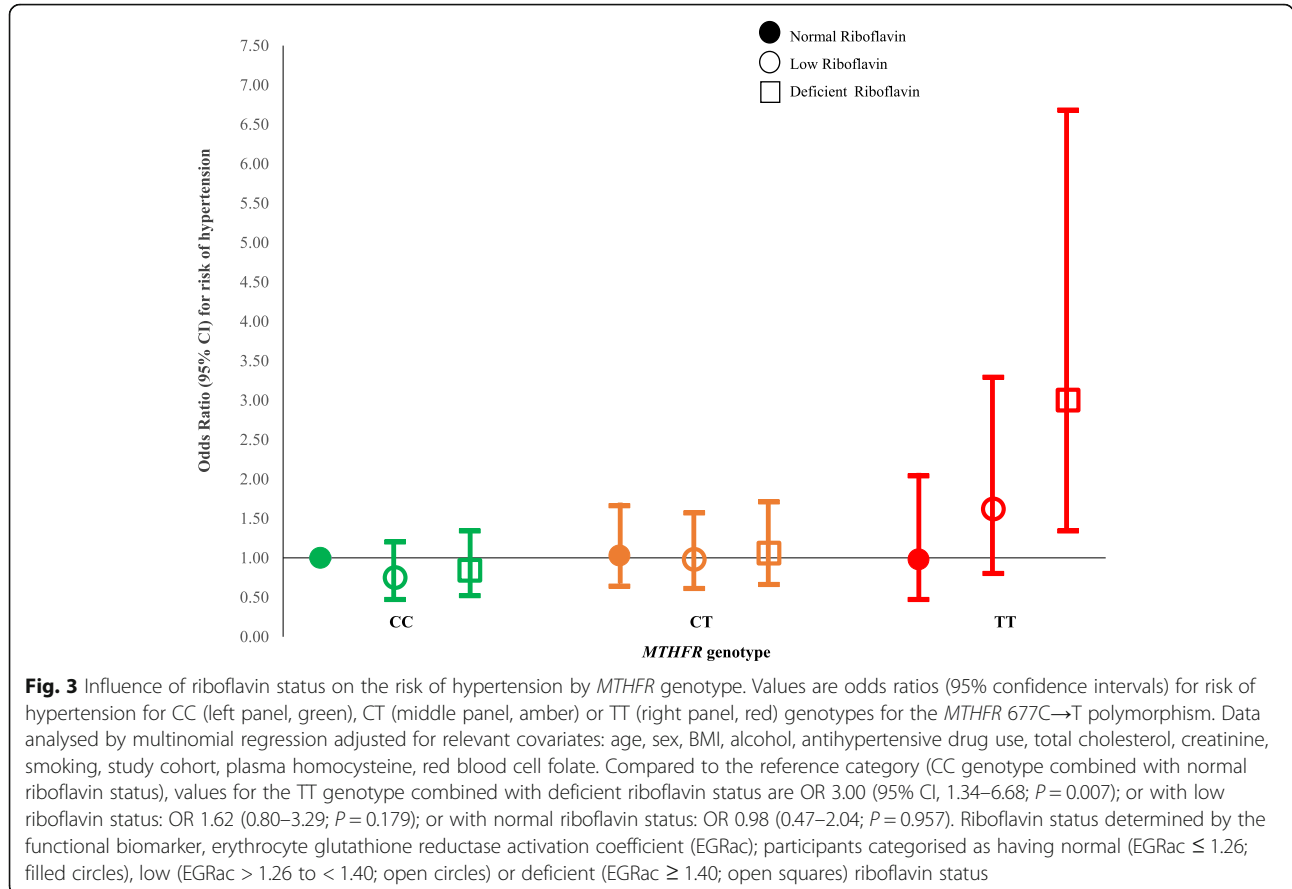 Normal Riboflavin
Low Riboflavin
Deficient Riboflavin
Odds Ratio (95% CI) for risk of hypertension
7.50
7.00
6.50
6.00
5.50
5.00
4.50
4.00
3.50
3.00
2.50
2.00
1.50
1.00
0.50
0.00
CC
CT
TT
MTHFR genotype
Fig. 3 Influence of riboflavin status on the risk of hypertension by MTHFR genotype. Values are odds ratios (95% confidence intervals) for risk of
hypertension for CC (left panel, green), CT (middle panel, amber) or TT (right panel, red) genotypes for the MTHFR 677C→T polymorphism. Data
analysed by multinomial regression adjusted for relevant covariates: age, sex, BMI, alcohol, antihypertensive drug use, total cholesterol, creatinine,
smoking, study cohort, plasma homocysteine, red blood cell folate. Compared to the reference category (CC genotype combined with normal
riboflavin status), values for the TT genotype combined with deficient riboflavin status are OR 3.00 (95% CI, 1.34–6.68; P = 0.007); or with low
riboflavin status: OR 1.62 (0.80–3.29; P = 0.179); or with normal riboflavin status: OR 0.98 (0.47–2.04; P = 0.957). Riboflavin status determined by the
functional biomarker, erythrocyte glutathione reductase activation coefficient (EGRac); participants categorised as having normal (EGRac ≤ 1.26;
filled circles), low (EGRac > 1.26 to < 1.40; open circles) or deficient (EGRac ≥ 1.40; open squares) riboflavin status